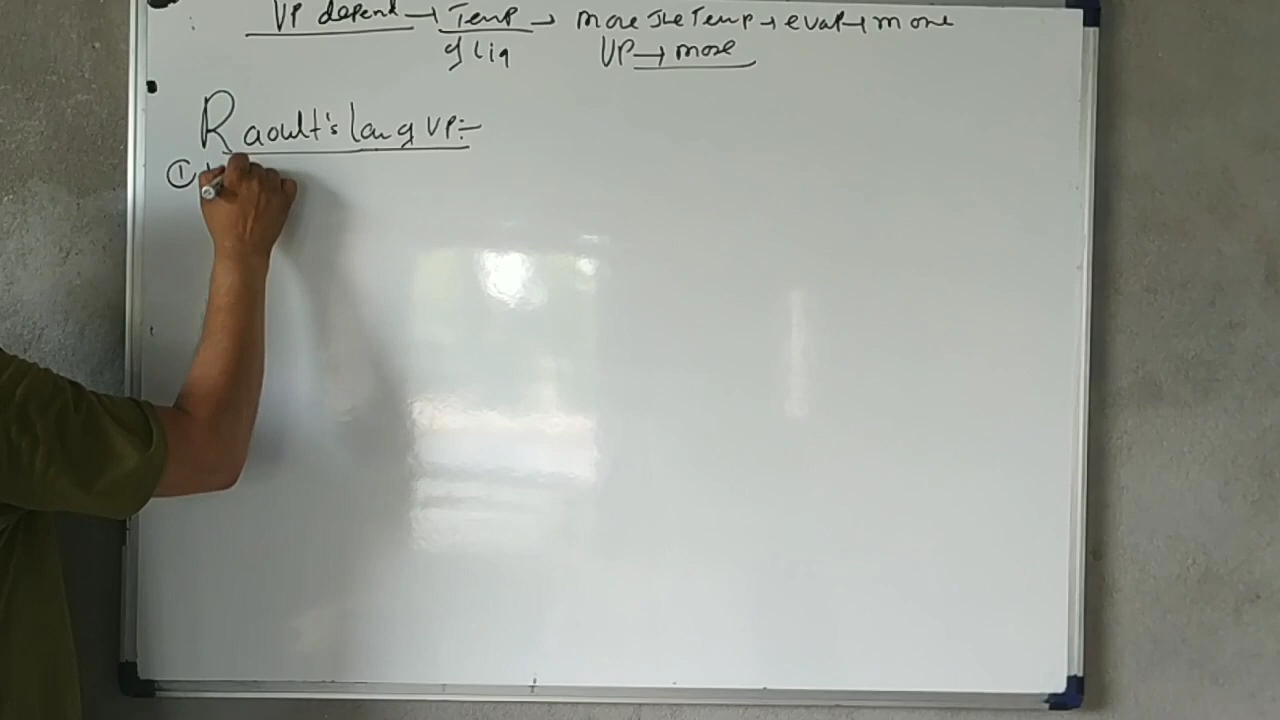 VP depend → Temp → more the Temp → evap → more
of liq VP → more
Raoult's law of VP:-
①